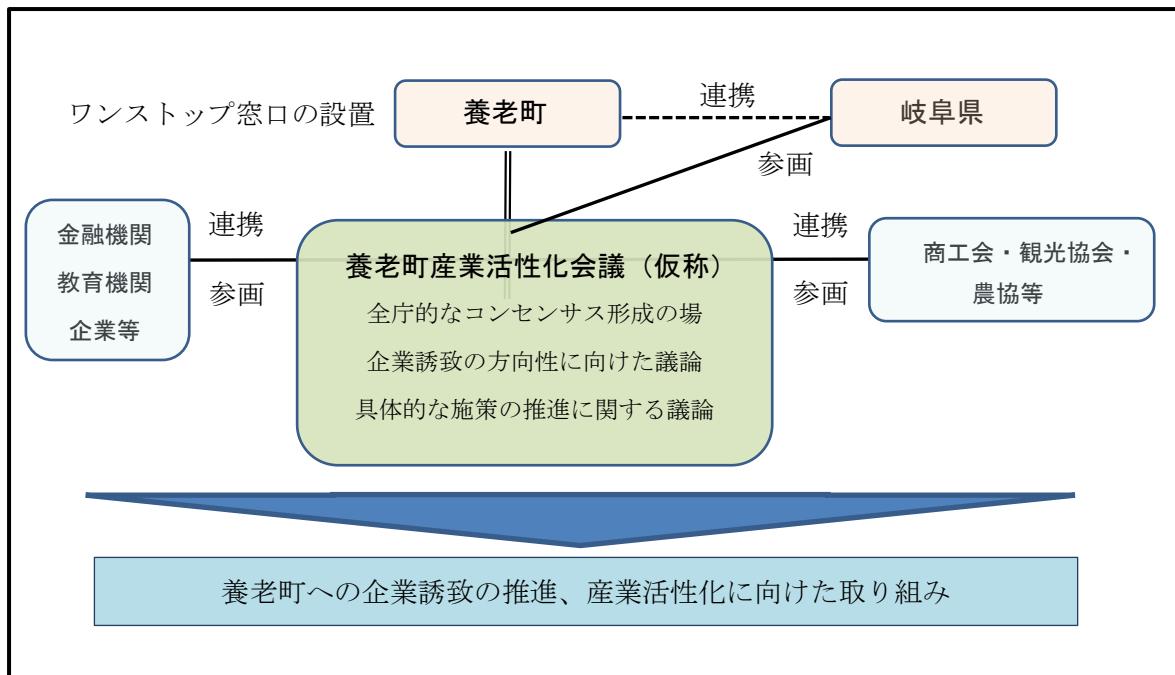 ワンストップ窓口の設置
養老町
連携
岐阜県
参画
金融機関
教育機関
企業等
連携
参画
養老町産業活性化会議（仮称）
全庁的なコンセンサス形成の場
企業誘致の方向性に向けた議論
具体的な施策の推進に関する議論
連携
参画
商工会・観光協会・
農協等
養老町への企業誘致の推進、産業活性化に向けた取り組み